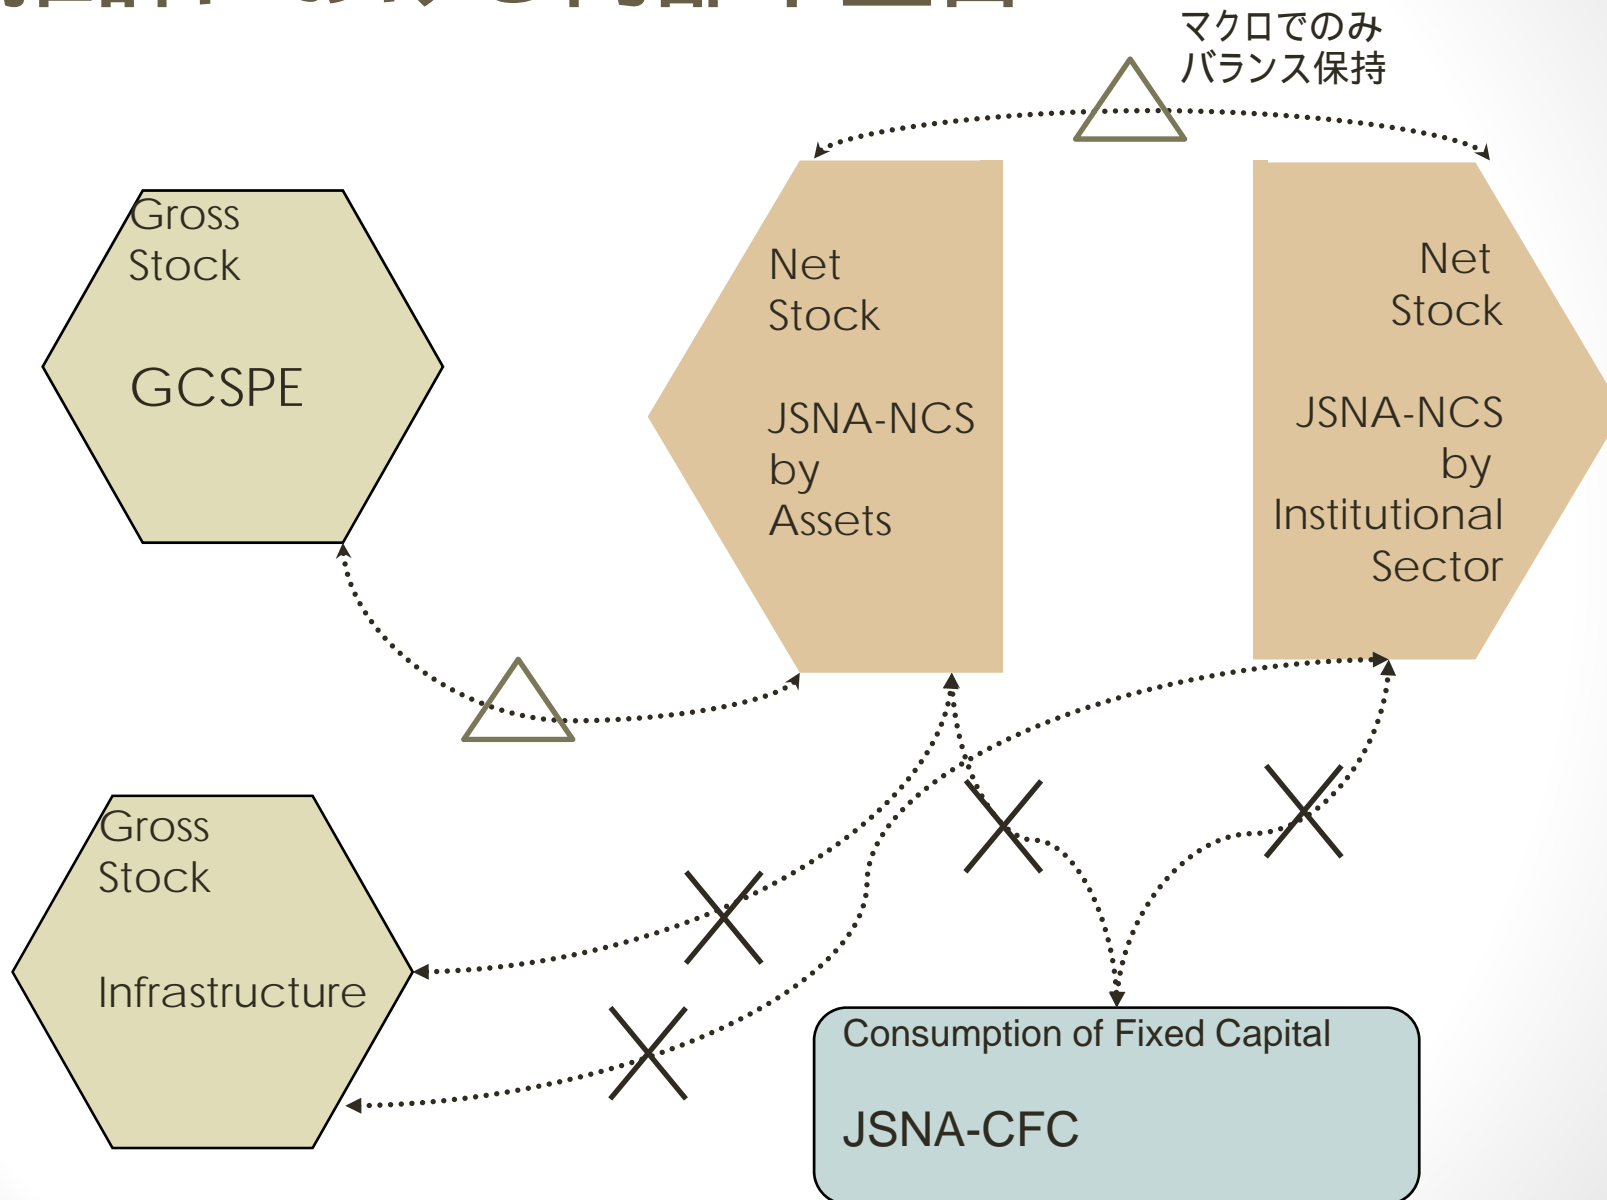 マクロでのみ
バランス保持
Gross
Stock
GCSPE
Net
Stock
JSNA-NCS
by
Assets
Net
Stock
JSNA-NCS
by
Institutional
Sector
Gross
Stock
Infrastructure
Consumption of Fixed Capital
JSNA-CFC